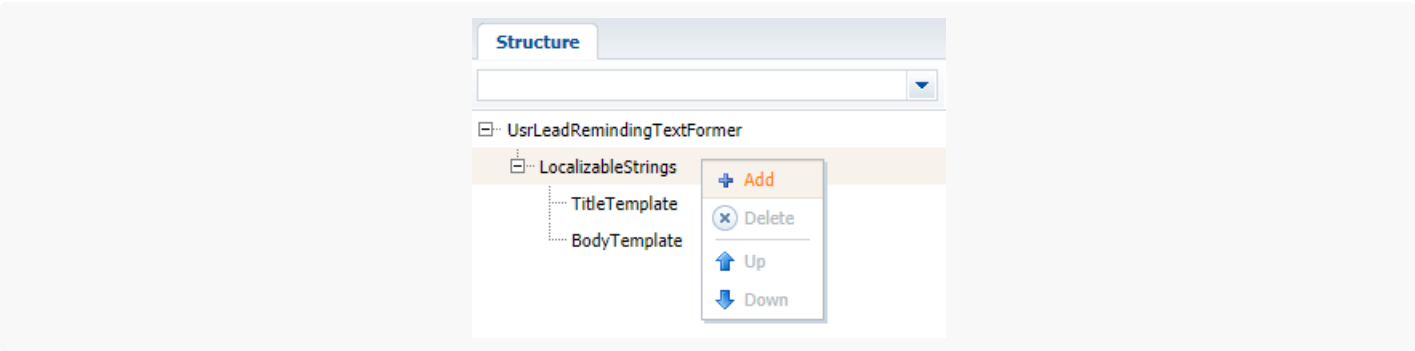 Structure
UsrLeadRemindingTextFormer
LocalizableStrings
Add
TitleTemplate
Delete
BodyTemplate
Up
Down